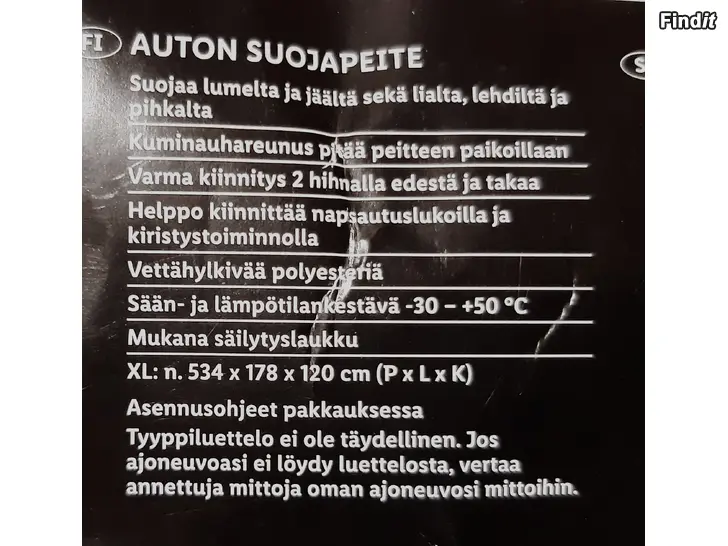 Findit
FI
AUTON SUOJAPEITE
S
Suojaa lumelta ja jäältä sekä lialta, lehdiltä ja
pihkalta
Kuminauhareunus pitää peitteen paikoillaan
Varma kiinnitys 2 hihnalla edestä ja takaa
Helppo kiinnittää napsautuslukoilla ja
kiristystoiminnolla
Vettähylkivää polyesteriä
Sään- ja lämpötilankestävä -30 – +50 °C
Mukana säilytyslaukku
XL: n. 534 x 178 x 120 cm (P x L x K)
Asennusohjeet pakkauksessa
Tyyppiluettelo ei ole täydellinen. Jos
ajoneuvoasi ei löydy luettelosta, vertaa
annettuja mittoja oman ajoneuvosi mittoihin.